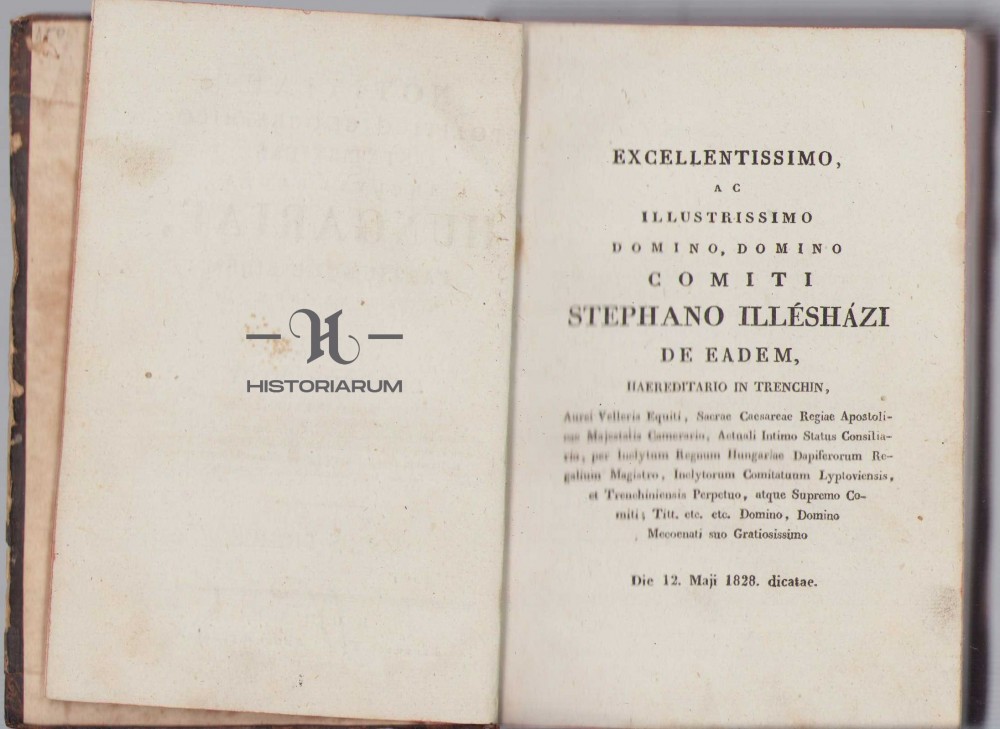 HISTORIARUM
EXCELLENTISSIMO,
AC
ILLUSTRISSIMO
DOMINO, DOMINO
COMITI
STEPHANO ILLÉSHÁZI
DE EADEM,
HAEREDITARIO IN TRENCHIN,
Aurei Velleris Equiti, Sacrae Caesareae Regiae Apostoli-
cae Majestatis Camerario, Actuali Intimo Status Consilia-
rio, per Inclytum Regnum Hungariae Dapiferorum Re-
galium Magistro, Inclytorum Comitatuum Lyptoviensis,
et Trenchiniensis Perpetuo, atque Supremo Co-
miti; Titt. etc. etc. Domino, Domino
Mecoenati suo Gratiosissimo
Die 12. Maji 1828. dicatae.